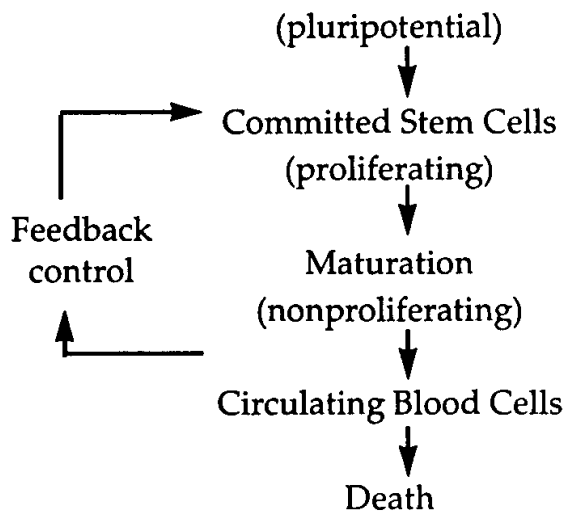 (pluripotential)
Committed Stem Cells
(proliferating)
Feedback
control
Maturation
(nonproliferating)
Circulating Blood Cells
Death